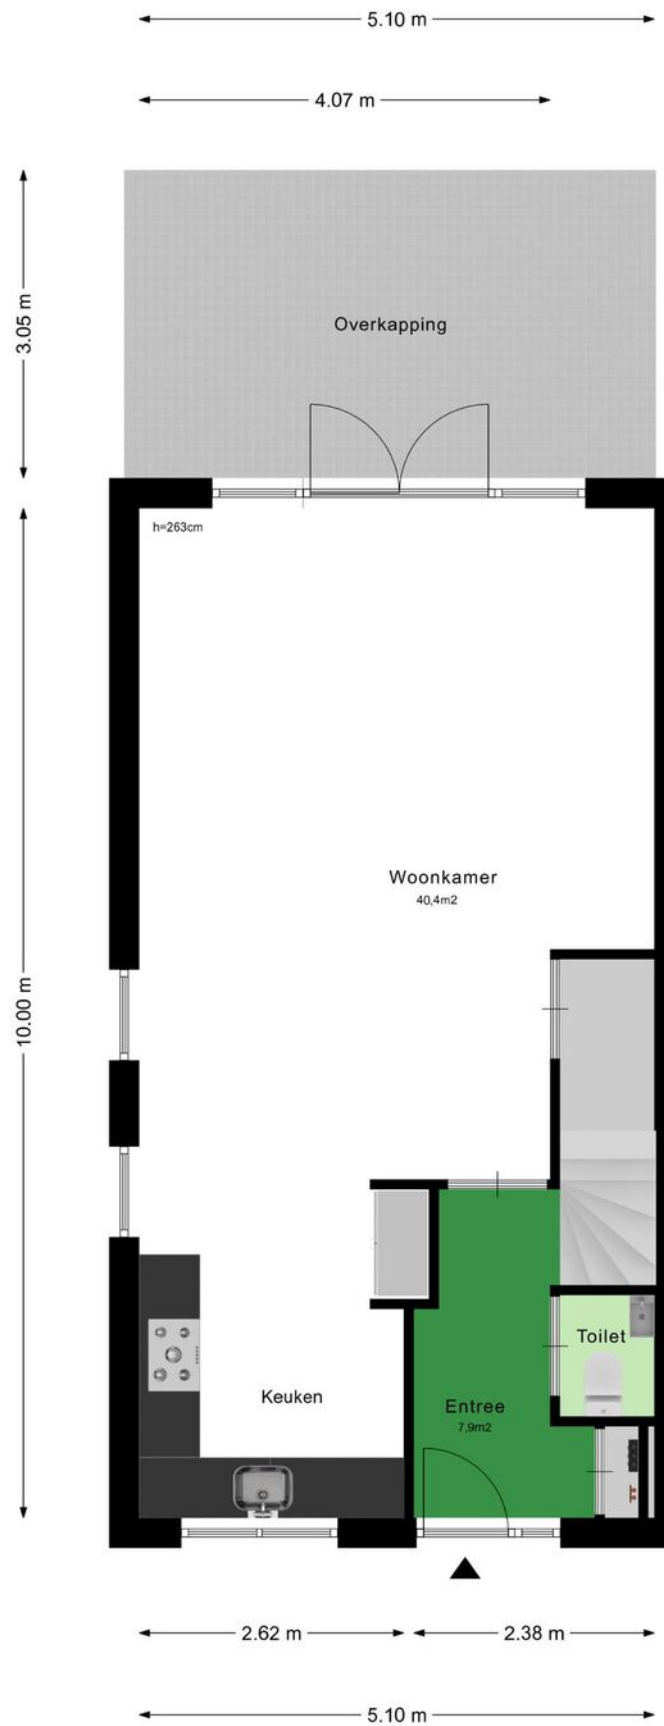 5.10 m
4.07 m
3.05 m
Overkapping
h=263cm
Woonkamer
40,4m2
10.00 m
Toilet
Keuken
Entree
7,9m2
2.62 m
2.38 m
5.10 m